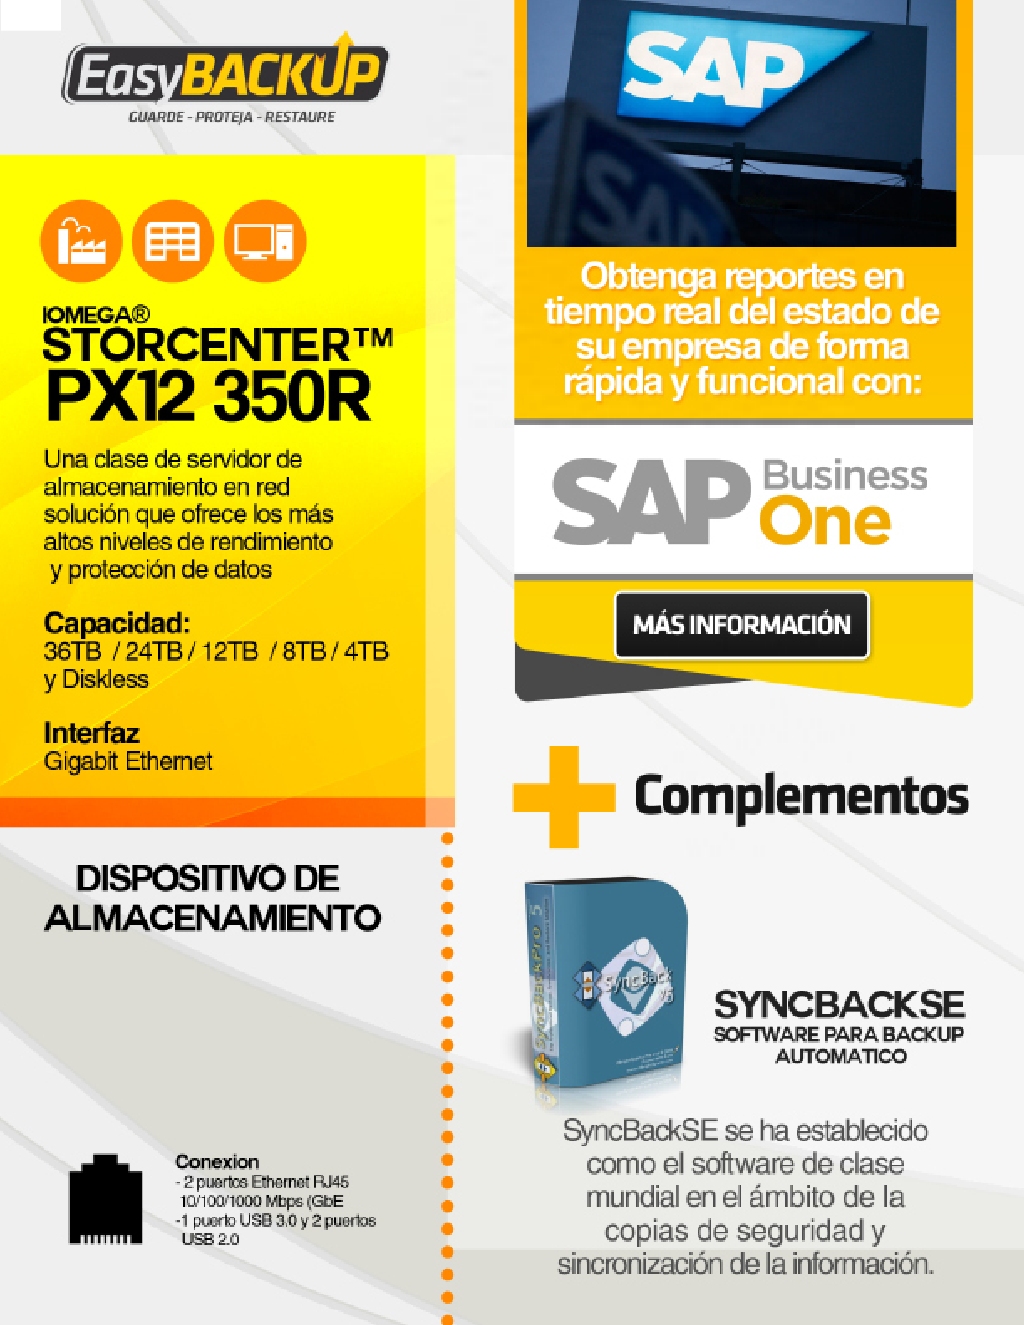 EasyBACKUP
GUARDE - PROTEJA - RESTAURE
IOMEGA®
STORCENTER™
PX12 350R
Una clase de servidor de
almacenamiento en red
solución que ofrece los más
altos niveles de rendimiento
y protección de datos
Capacidad:
36TB / 24TB / 12TB / 8TB / 4TB
y Diskless
Interfaz
Gigabit Ethernet
DISPOSITIVO DE
ALMACENAMIENTO
Conexion
- 2 puertos Ethernet RJ45
10/100/1000 Mbps (GbE
-1 puerto USB 3.0 y 2 puertos
USB 2.0
SAP
SAP
Obtenga reportes en
tiempo real del estado de
su empresa de forma
rápida y funcional con:
SAP Business
One
MÁS INFORMACIÓN
Complementos
SyncBackPro 5
SyncBack
V5
SYNCBACKSE
SOFTWARE PARA BACKUP
AUTOMATICO
SyncBackSE se ha establecido
como el software de clase
mundial en el ámbito de la
copias de seguridad y
sincronización de la información.